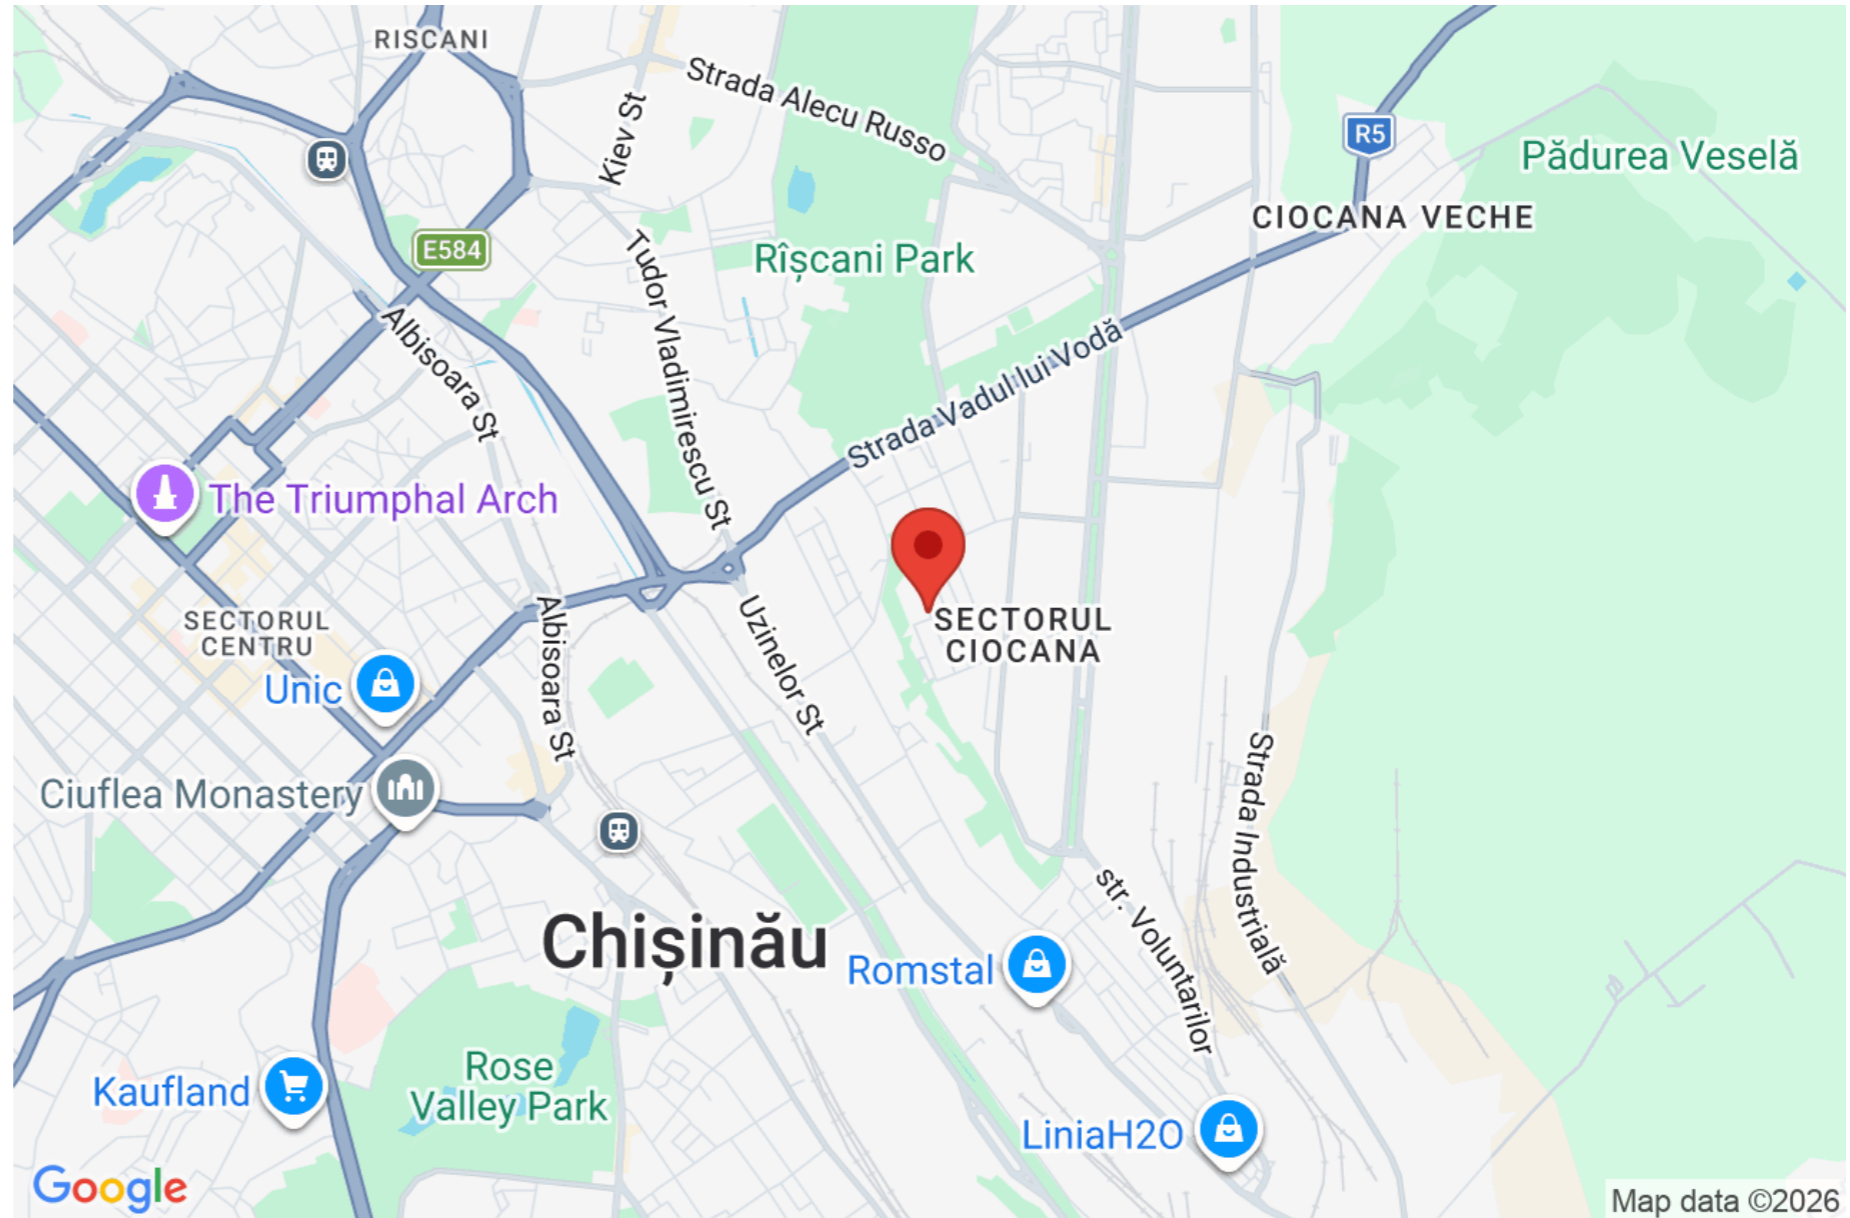 RISCANI
Strada Alecu Russo
Kiev St
R5
Pădurea Veselă
CIOCANA VECHE
E584
Tudor Vladimirescu St
Rîșcani Park
Albisoara St
Strada Vadul lui Vodă
The Triumphal Arch
SECTORUL
CENTRU
Albisoara St
Uzinelor St
SECTORUL
CIOCANA
Unic
Ciuflea Monastery
Strada Industrială
str. Voluntarilor
Chișinău
Romstal
Rose
Valley Park
Kaufland
LiniaH2O
Google
Map data ©2026